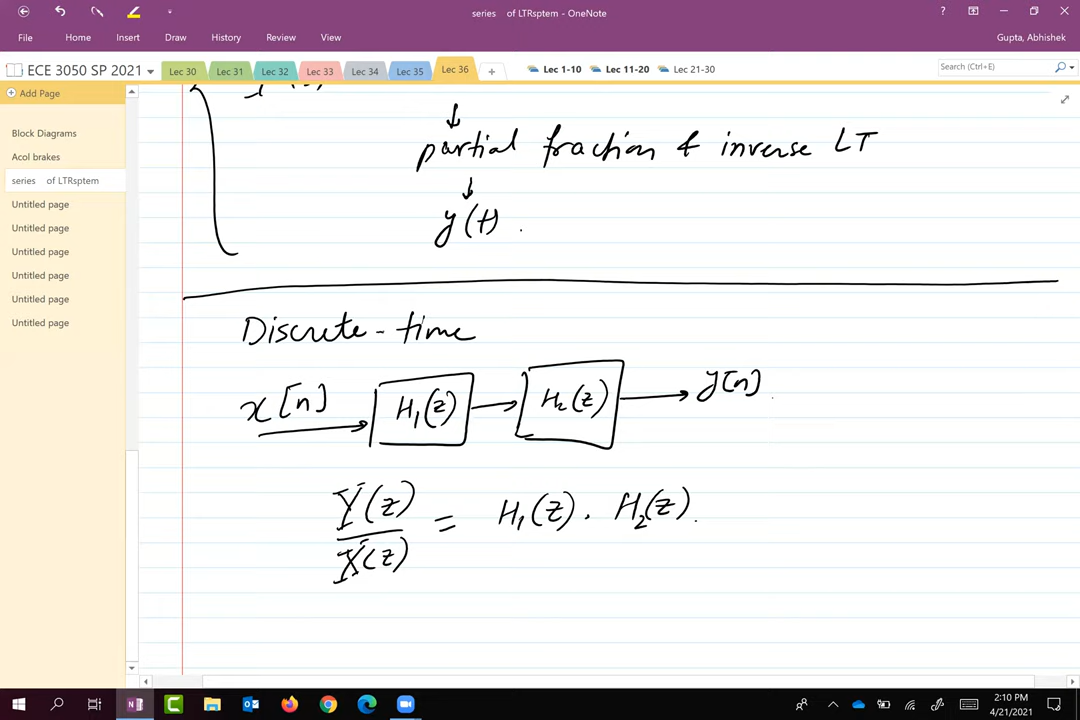 series of LTRsptem - OneNote
Gupta, Abhishek
File Home Insert Draw History Review View
ECE 3050 SP 2021
Lec 30 Lec 31 Lec 32 Lec 33 Lec 34 Lec 35 Lec 36 + Lec 1-10 Lec 11-20 Lec 21-30
Search (Ctrl+E)
Add Page
Block Diagrams
Acol brakes
series of LTRsptem
Untitled page
Untitled page
Untitled page
Untitled page
Untitled page
Untitled page
↓
partial fraction & inverse LT
↓
y(t).
Discrete-time
x[n] → H₁(z) → H₂(z) → y[n].
Y(z)
X(z)
= H₁(z) . H₂(z).
2:10 PM
4/21/2021